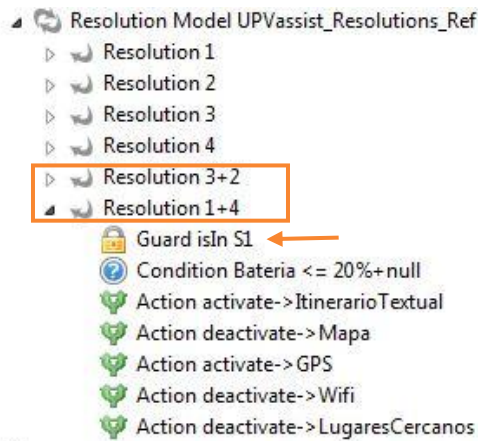 Resolution Model UPVassist_Resolutions_Ref
Resolution 1
Resolution 2
Resolution 3
Resolution 4
Resolution 3+2
Resolution 1+4
Guard isIn S1
Condition Bateria <= 20%+null
Action activate->ItinerarioTextual
Action deactivate->Mapa
Action activate->GPS
Action deactivate->Wifi
Action deactivate->LugaresCercanos